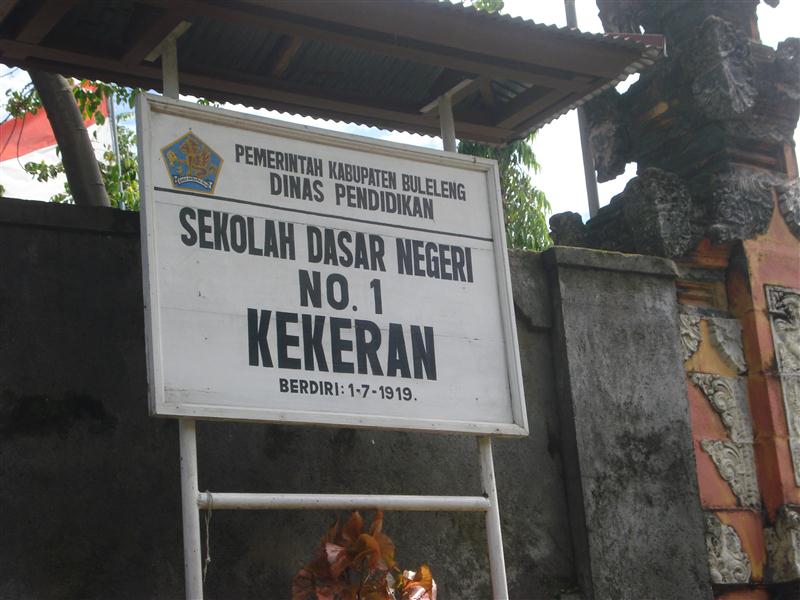 PEMERINTAH KABUPATEN BULELENG
DINAS PENDIDIKAN
SEKOLAH DASAR NEGERI
NO. 1
KEKERAN
BERDIRI: 1-7-1919.